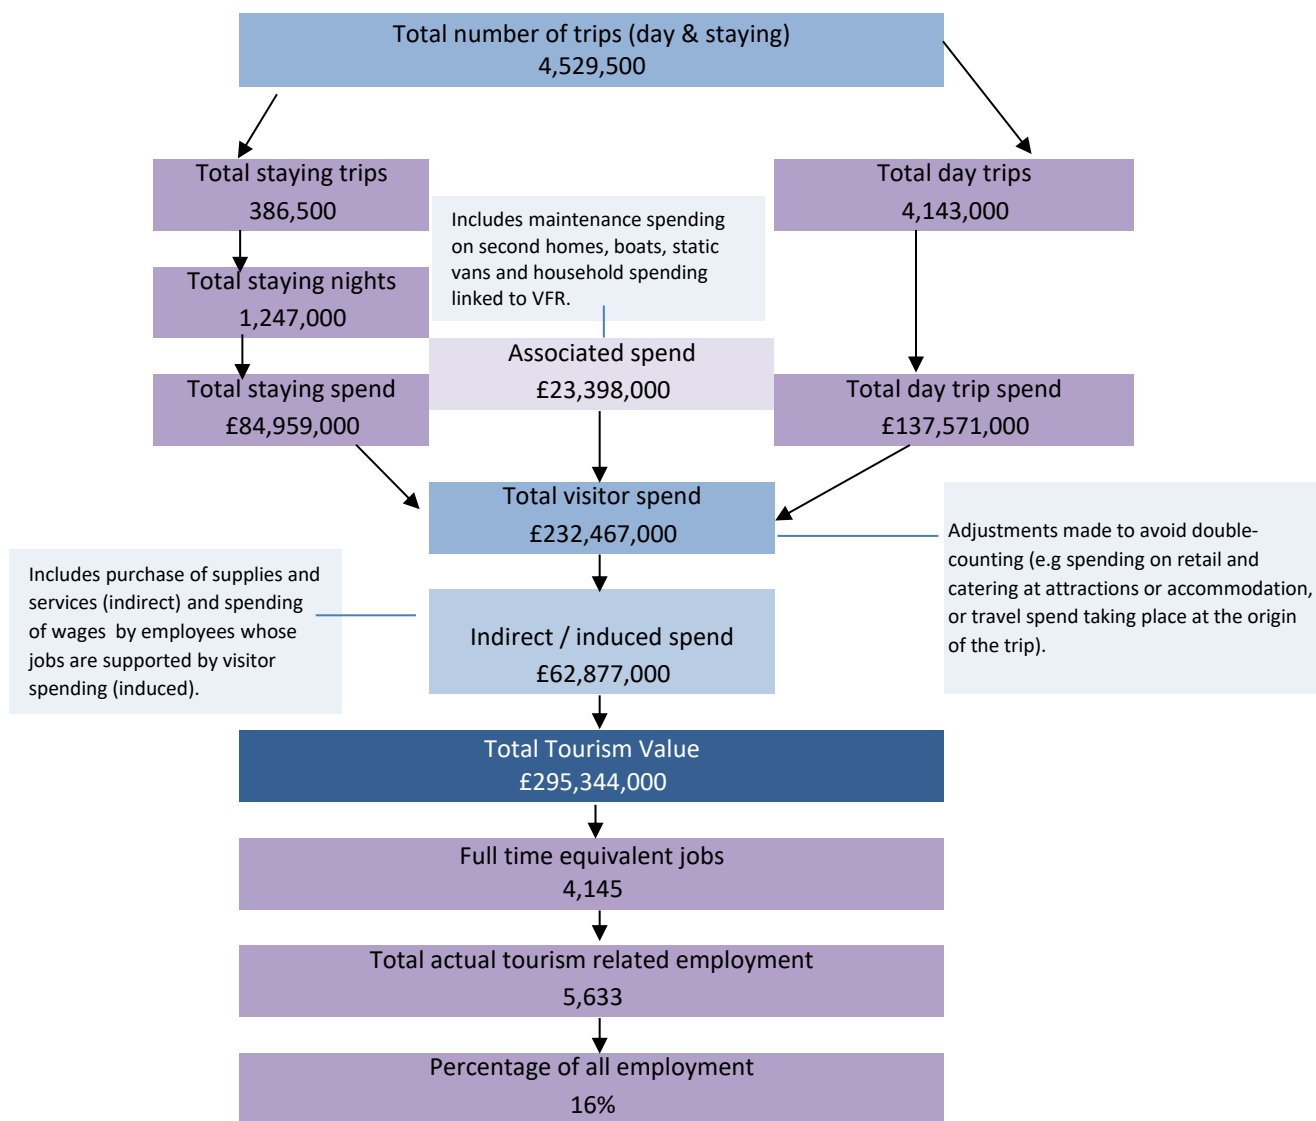 Total number of trips (day & staying)
4,529,500
Total staying trips
386,500
Total day trips
4,143,000
Includes maintenance spending
on second homes, boats, static
vans and household spending
linked to VFR.
Total staying nights
1,247,000
Associated spend
£23,398,000
Total staying spend
£84,959,000
Total day trip spend
£137,571,000
Total visitor spend
£232,467,000
Adjustments made to avoid double-
counting (e.g spending on retail and
catering at attractions or accommodation,
or travel spend taking place at the origin
of the trip).
Includes purchase of supplies and
services (indirect) and spending
of wages by employees whose
jobs are supported by visitor
spending (induced).
Indirect / induced spend
£62,877,000
Total Tourism Value
£295,344,000
Full time equivalent jobs
4,145
Total actual tourism related employment
5,633
Percentage of all employment
16%